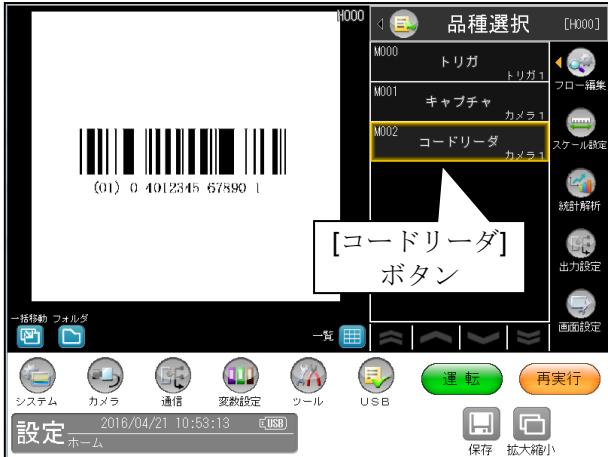 H000
品種選択
[H000]
M000
トリガ
トリガ1
フロー編集
M001
キャプチャ
カメラ1
M002
コードリーダ
カメラ1
スケール設定
(01) 0 4012345 67890 1
統計解析
[コードリーダ]
ボタン
出力設定
一括移動 フォルダ
一覧
画面設定
システム カメラ 通信 変数設定 ツール USB
運転 再実行
設定 2016/04/21 10:53:13 USB
ホーム
保存 拡大縮小